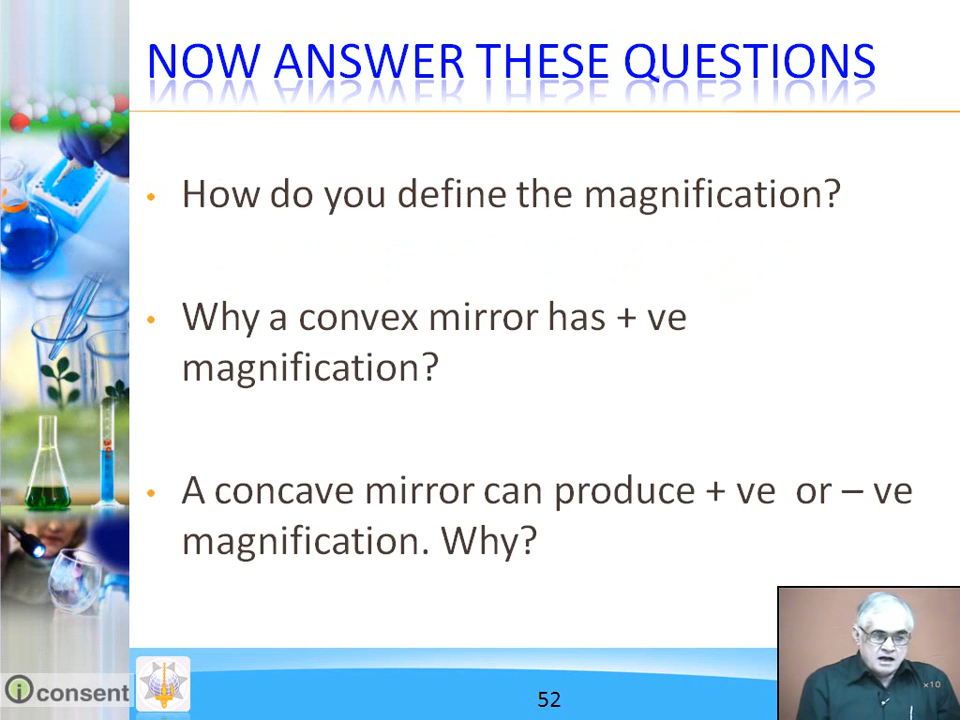 NOW ANSWER THESE QUESTIONS
• How do you define the magnification?
• Why a convex mirror has + ve
magnification?
• A concave mirror can produce + ve or – ve
magnification. Why?
×10
i consent
52